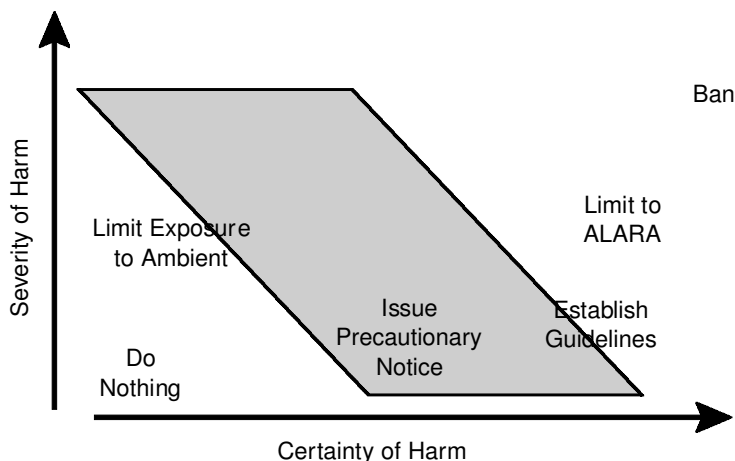 Ban
Severity of Harm
Limit to
ALARA
Limit Exposure
to Ambient
Issue
Precautionary
Notice
Establish
Guidelines
Do
Nothing
Certainty of Harm